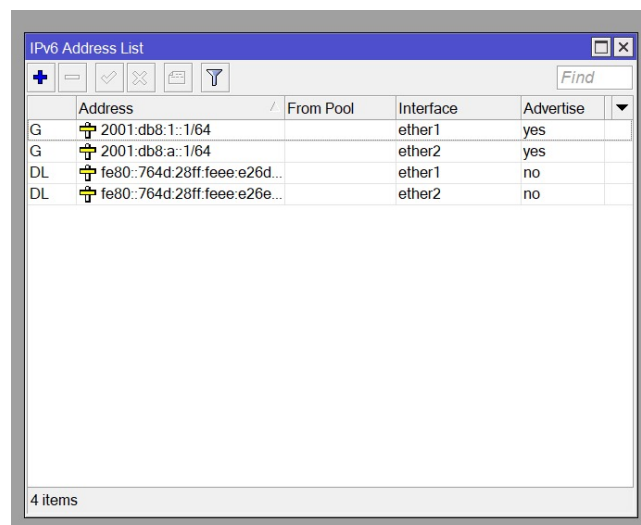 IPv6 Address List
Find
Address From Pool Interface Advertise
G 2001:db8:1::1/64 ether1 yes
G 2001:db8:a::1/64 ether2 yes
DL fe80::764d:28ff:feee:e26d... ether1 no
DL fe80::764d:28ff:feee:e26e... ether2 no
4 items